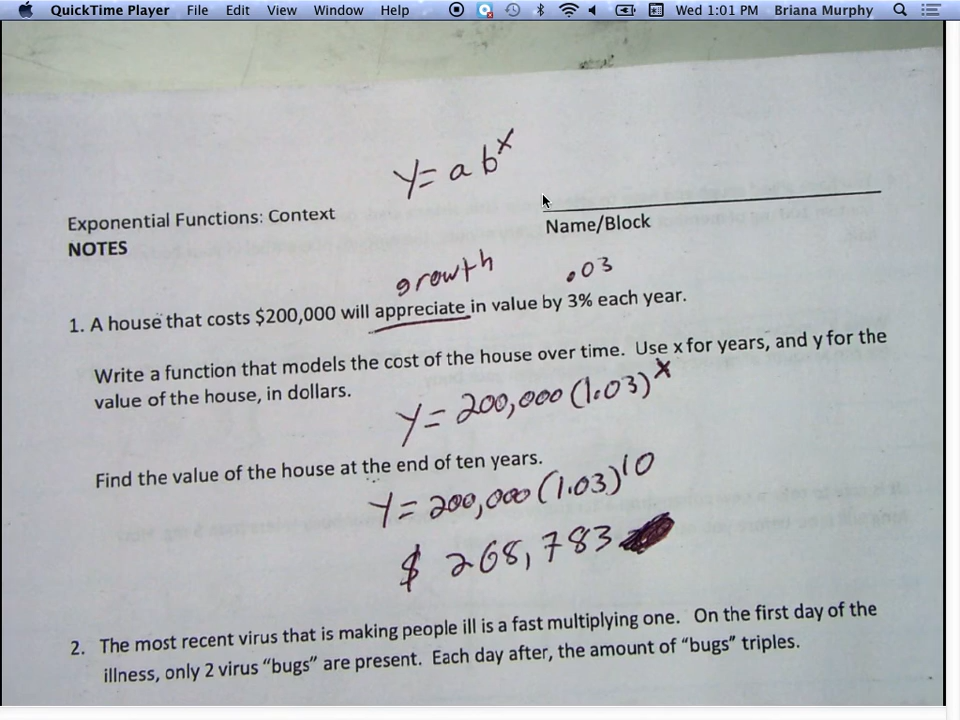 QuickTime Player File Edit View Window Help Wed 1:01 PM Briana Murphy
y = ab^x
Exponential Functions: Context
Name/Block
NOTES
growth .03
1. A house that costs $200,000 will appreciate in value by 3% each year.
Write a function that models the cost of the house over time. Use x for years, and y for the
value of the house, in dollars.
y = 200,000 (1.03)^x
Find the value of the house at the end of ten years.
y = 200,000 (1.03)^10
$ 268,783
2. The most recent virus that is making people ill is a fast multiplying one. On the first day of the
illness, only 2 virus “bugs” are present. Each day after, the amount of “bugs” triples.